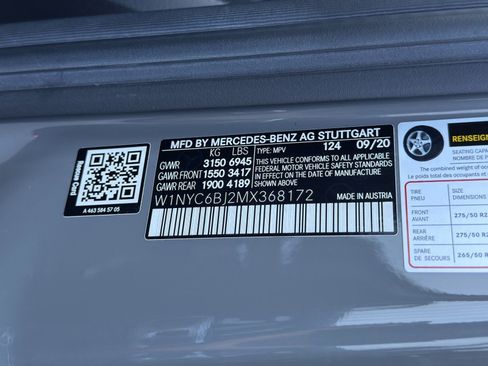 Rescue Card
A 463 584 57 05
MFD BY MERCEDES-BENZ AG STUTTGART
KG LBS TYPE: MPV 124 09/20
GVWR 3150 6945
GAWR FRONT 1550 3417
GAWR REAR 1900 4189
THIS VEHICLE CONFORMS TO ALL APPLICABLE
FEDERAL MOTOR VEHICLE SAFETY STANDARDS
IN EFFECT ON THE DATE OF MANUFACTURE
SHOWN ABOVE.
W1NYC6BJ2MX368172
MADE IN AUSTRIA
RENSEIGN
SEATING CAPA
NOMBRE DE P
The combined weight of occ
Le poids total des occupants et
TIRE SIZE
PNEU DIMENSIONS
FRONT
AVANT 275/50 R2
REAR
ARRIÈRE 275/50 R2
SPARE
DE SECOURS 265/50 R